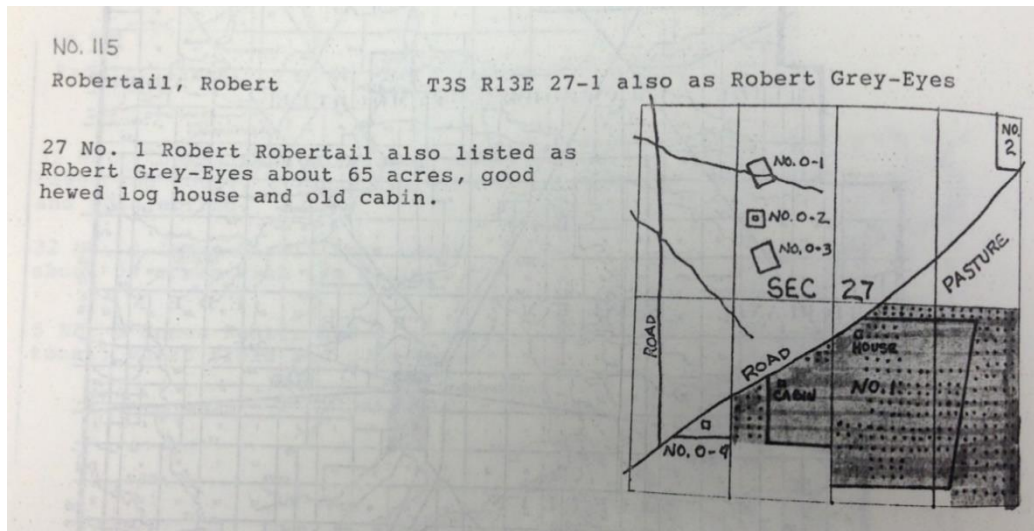 NO. 115
Robertail, Robert T3S R13E 27-1 also as Robert Grey-Eyes
27 No. 1 Robert Robertail also listed as
Robert Grey-Eyes about 65 acres, good
hewed log house and old cabin.
NO. 2
NO. 0-1
NO. 0-2
NO. 0-3
PASTURE
SEC 27
ROAD
HOUSE
ROAD
CABIN
NO. 1
NO. 0-4